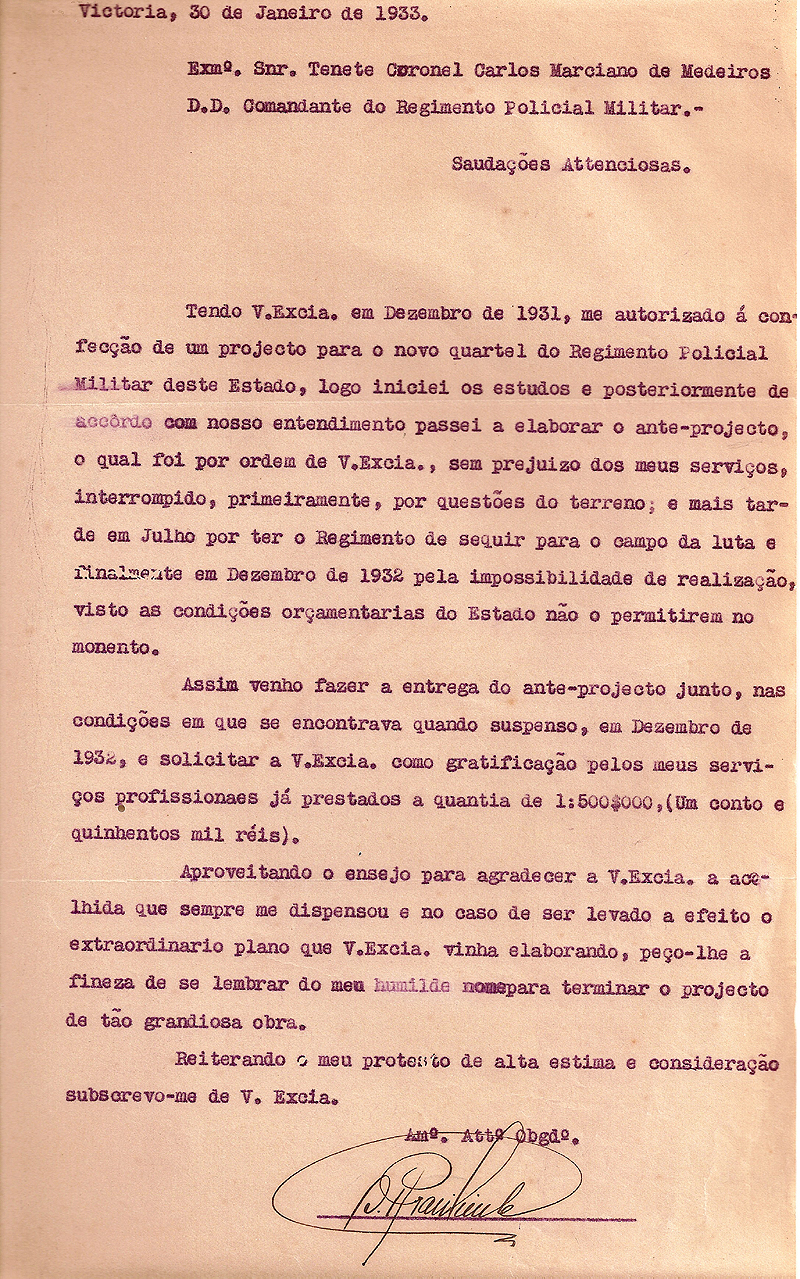 Victoria, 30 de Janeiro de 1933.
Exmº. Snr. Tenete Coronel Carlos Marciano de Medeiros
D.D. Comandante do Regimento Policial Militar.-
Saudações Attenciosas.
Tendo V.Excia. em Dezembro de 1931, me autorizado á con-
fecção de um projecto para o novo quartel do Regimento Policial
Militar deste Estado, logo iniciei os estudos e posteriormente de
accôrdo com nosso entendimento passei a elaborar o ante-projecto,
o qual foi por ordem de V.Excia., sem prejuizo dos meus serviços,
interrompido, primeiramente, por questões do terreno; e mais tar-
de em Julho por ter o Regimento de sequir para o campo da luta e
finalmente em Dezembro de 1932 pela impossibilidade de realização,
visto as condições orçamentarias do Estado não o permitirem no
monento.
Assim venho fazer a entrega do ante-projecto junto, nas
condições em que se encontrava quando suspenso, em Dezembro de
1932, e solicitar a V.Excia. como gratificação pelos meus servi-
ços profissionaes já prestados a quantia de 1:500$000,(Um conto e
quinhentos mil réis).
Aproveitando o ensejo para agradecer a V.Excia. a aco-
lhida que sempre me dispensou e no caso de ser levado a efeito o
extraordinario plano que V.Excia. vinha elaborando, peço-lhe a
fineza de se lembrar do meu humilde nomepara terminar o projecto
de tão grandiosa obra.
Reiterando o meu protesto de alta estima e consideração
subscrevo-me de V. Excia.
Amº. Attº Obgdº.